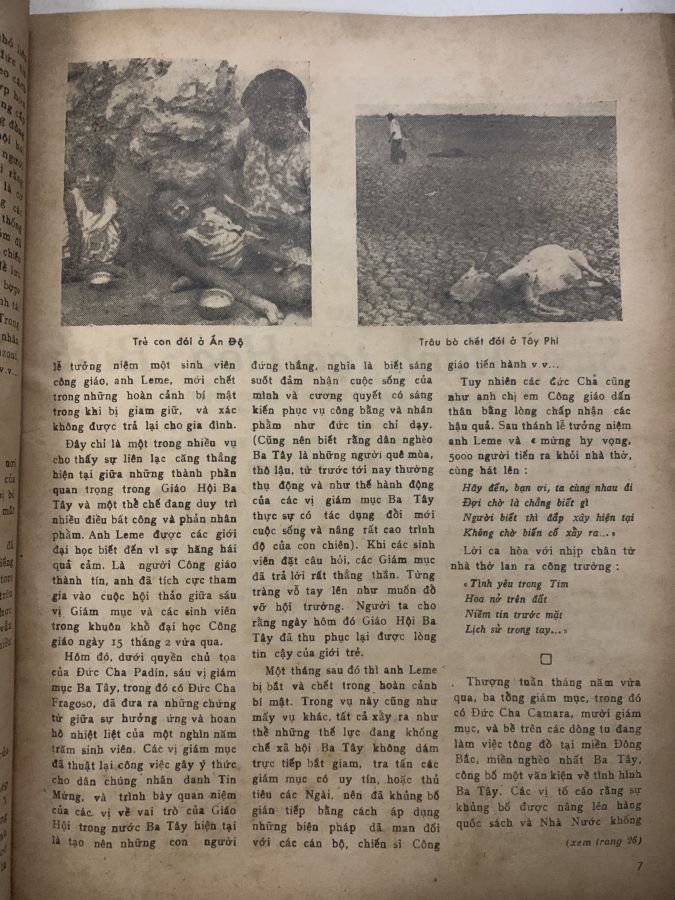 Trẻ con đói ở Ấn Độ
Trâu bò chết đói ở Tây Phi
lễ tưởng niệm một sinh viên
công giáo, anh Leme, mới chết
trong những hoàn cảnh bí mật
trong khi bị giam giữ, và xác
không được trả lại cho gia đình.
Đây chỉ là một trong nhiều vụ
cho thấy sự liên lạc căng thẳng
hiện tại giữa những thành phần
quan trọng trong Giáo Hội Ba
Tây và một thể chế đang duy trì
nhiều điều bất công và phản nhân
phẩm. Anh Leme được các giới
đại học biết đến vì sự hăng hái
quả cảm. Là người Công giáo
thành tín, anh đã tích cực tham
gia vào cuộc hội thảo giữa sáu
vị Giám mục và các sinh viên
trong khuôn khổ đại học Công
giáo ngày 15 tháng 2 vừa qua.
Hôm đó, dưới quyền chủ tọa
của Đức Cha Padin, sáu vị giám
mục Ba Tây, trong đó có Đức Cha
Fragoso, đã đưa ra những chứng
từ giữa sự hưởng ứng và hoan
hô nhiệt liệt của một nghìn năm
trăm sinh viên. Các vị giám mục
đã thuật lại công việc gây ý thức
cho dân chúng nhân danh Tin
Mừng, và trình bày quan niệm
của các vị về vai trò của Giáo
Hội trong nước Ba Tây hiện tại
là tạo nên những con người
đứng thẳng, nghĩa là biết sáng
suốt đảm nhận cuộc sống của
mình và cương quyết có sáng
kiến phục vụ công bằng và nhân
phẩm như đức tin chỉ dạy.
(Cũng nên biết rằng dân nghèo
Ba Tây là những người quê mùa,
thô lậu, từ trước tới nay thường
thụ động và như thế hành động
của các vị giám mục Ba Tây
thực sự có tác dụng đổi mới
cuộc sống và nâng rất cao trình
độ của con chiên). Khi các sinh
viên đặt câu hỏi, các Giám mục
đã trả lời rất thẳng thắn. Từng
tràng vỗ tay lên như muốn đổ
vỡ hội trường. Người ta cho
rằng ngày hôm đó Giáo Hội Ba
Tây đã thu phục lại được lòng
tin cậy của giới trẻ.
Một tháng sau đó thì anh Leme
bị bắt và chết trong hoàn cảnh
bí mật. Trong vụ này cũng như
mấy vụ khác, tất cả xảy ra như
thể những thế lực đang khống
chế xã hội Ba Tây không dám
trực tiếp bắt giam, tra tấn các
giám mục có uy tín, hoặc thủ
tiêu các Ngài, nên đã khủng bố
gián tiếp bằng cách áp dụng
những biện pháp dã man đối
với các cán bộ, chiến sĩ Công
giáo tiến hành v.v...
Tuy nhiên các đức Cha cũng
như anh chị em Công giáo dấn
thân bằng lòng chấp nhận các
hậu quả. Sau thánh lễ tưởng niệm
anh Leme và « mừng hy vọng,
5000 người tiến ra khỏi nhà thờ,
cùng hát lên :
Hãy đến, bạn ơi, ta cùng nhau đi
Đợi chờ là chẳng biết gì
Người biết thì đắp xây hiện tại
Không chờ biến cố xảy ra...»
Lời ca hòa với nhịp chân từ
nhà thờ lan ra công trường :
« Tình yêu trong Tim
Hoa nở trên đất
Niềm tin trước mặt
Lịch sử trong tay...»
Thượng tuần tháng năm vừa
qua, ba tổng giám mục, trong đó
có Đức Cha Camara, mười giám
mục, và bề trên các dòng tu đang
làm việc tông đồ tại miền Đông
Bắc, miền nghèo nhất Ba Tây,
công bố một văn kiện về tình hình
Ba Tây. Các vị tố cáo rằng sự
khủng bố được nâng lên hàng
quốc sách và Nhà Nước khống
(xem trang 26)
7